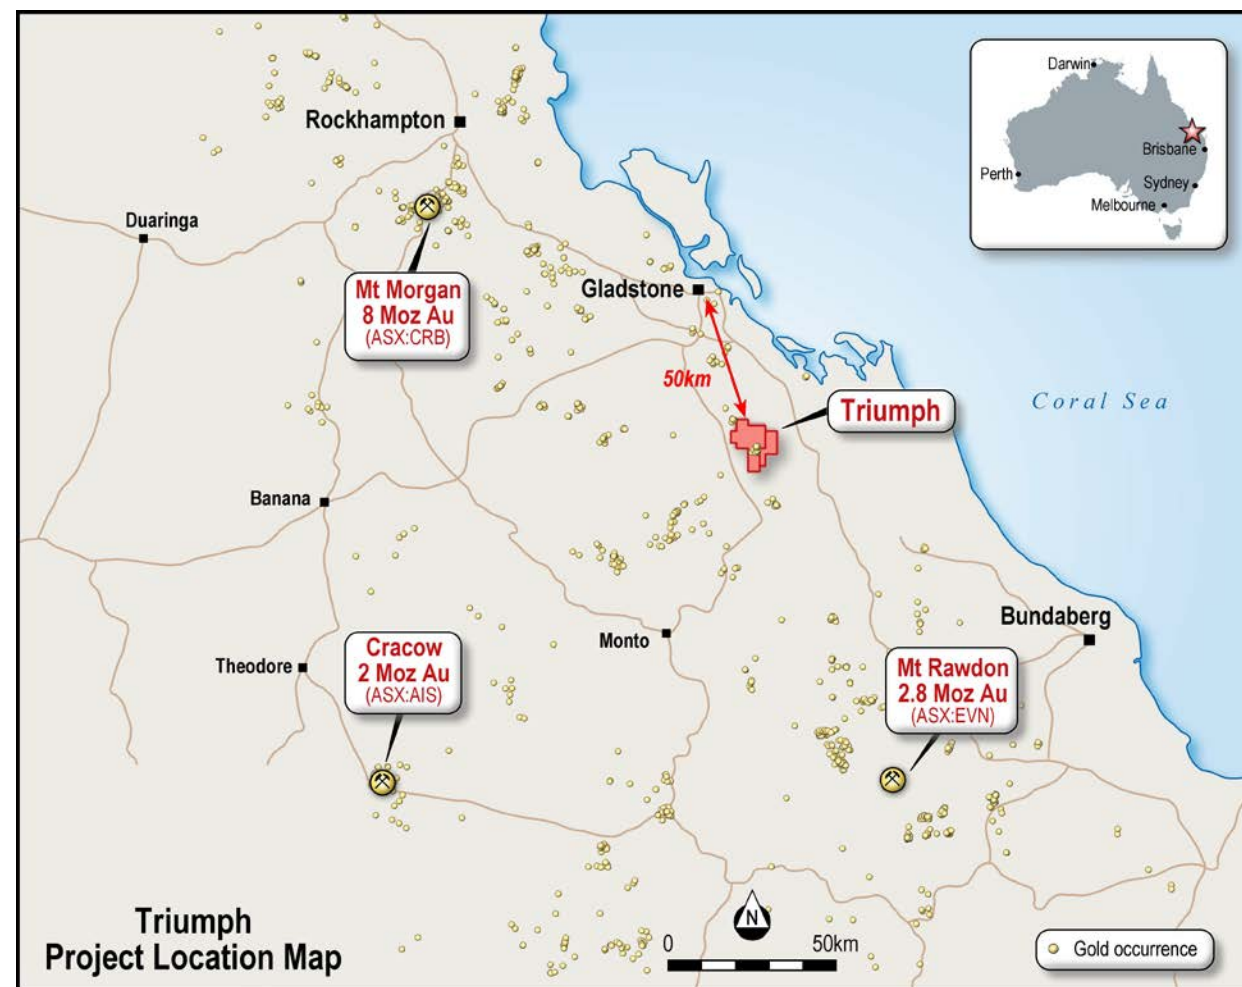 Darwin
Rockhampton
Brisbane
Perth
Sydney
Melbourne
Duaringa
Gladstone
Mt Morgan
8 Moz Au
(ASX:CRB)
50km
Triumph
Coral Sea
Banana
Bundaberg
Monto
Cracow
2 Moz Au
(ASX:AIS)
Theodore
Mt Rawdon
2.8 Moz Au
(ASX:EVN)
Triumph
Project Location Map
N
0 50km
Gold occurrence